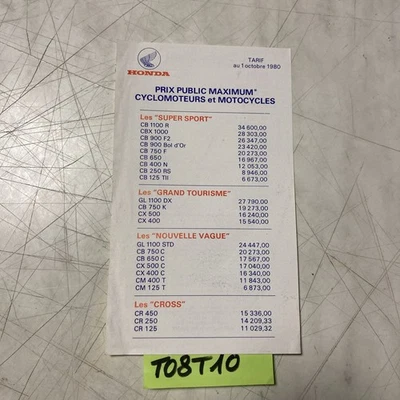 HONDA
TARIF
au 1 octobre 1980
PRIX PUBLIC MAXIMUM*
CYCLOMOTEURS et MOTOCYCLES
Les "SUPER SPORT"
CB 1100 R 34 600,00
CBX 1000 28 303,00
CB 900 F2 26 347,00
CB 900 Bol d'Or 23 420,00
CB 750 F 20 273,00
CB 650 16 967,00
CB 400 N 12 053,00
CB 250 RS 8 946,00
CB 125 TII 6 673,00
Les "GRAND TOURISME"
GL 1100 DX 27 790,00
CB 750 K 19 273,00
CX 500 16 240,00
CX 400 15 540,00
Les "NOUVELLE VAGUE"
GL 1100 STD 24 447,00
CB 750 C 20 273,00
CB 650 C 17 567,00
CX 500 C 17 040,00
CX 400 C 16 340,00
CM 400 T 11 843,00
CM 125 T 6 873,00
Les "CROSS"
CR 450 15 336,00
CR 250 14 209,33
CR 125 11 029,32
T08T10